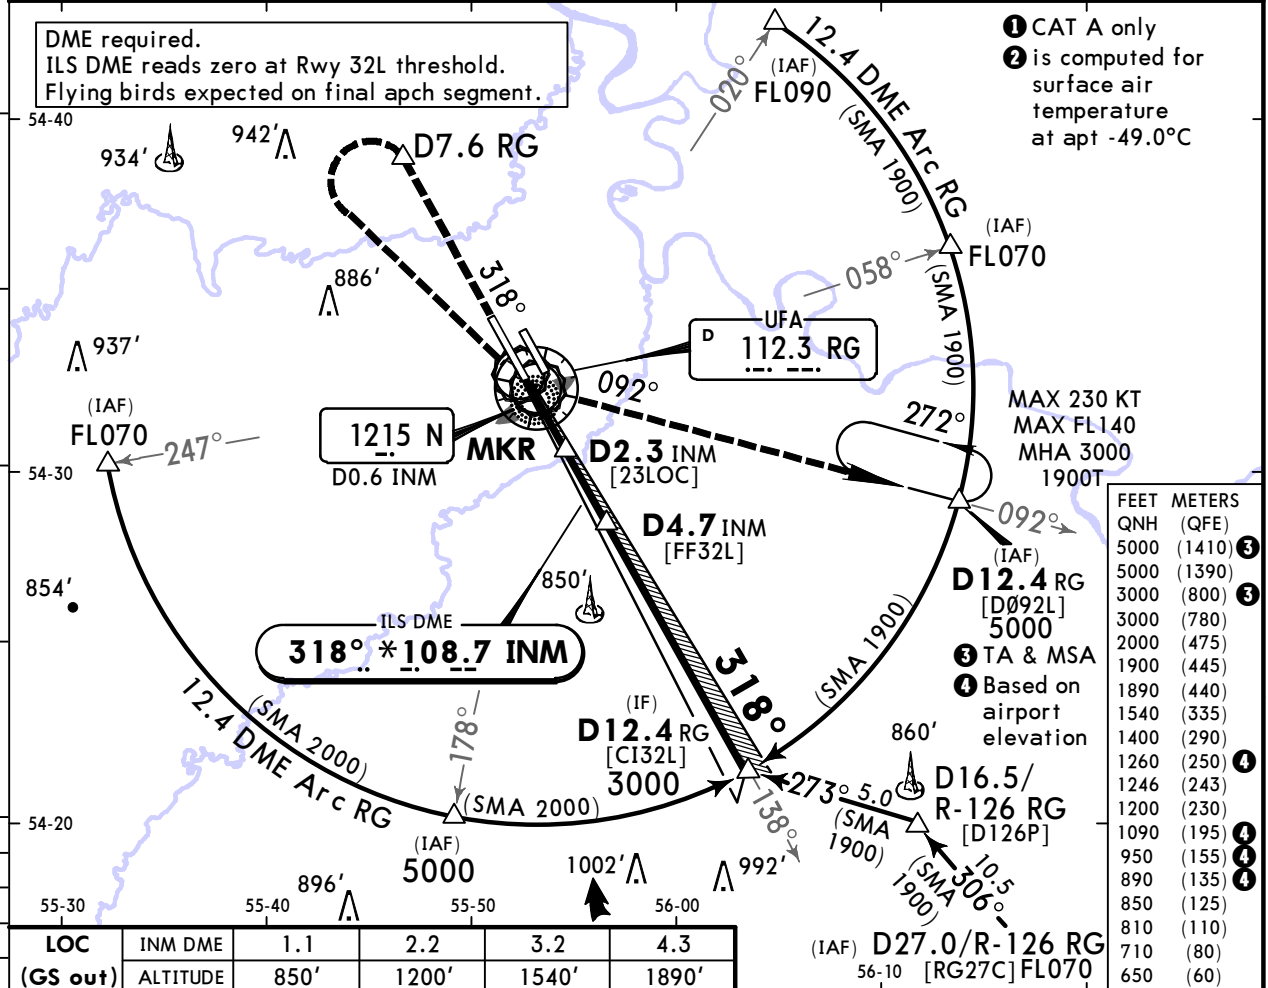 DME required.
ILS DME reads zero at Rwy 32L threshold.
Flying birds expected on final apch segment.
❶ CAT A only
❷ is computed for
surface air
temperature
at apt -49.0°C
54-40
934'
942'
D7.6 RG
020°
(IAF)
FL090
12.4 DME Arc RG
(SMA 1900)
(IAF)
FL070
058°
(SMA 1900)
886'
318°
UFA
D 112.3 RG
937'
092°
(IAF)
FL070
247°
1215 N
D0.6 INM
MKR
D2.3 INM
[23LOC]
272°
MAX 230 KT
MAX FL140
MHA 3000
1900T
54-30
092°
D4.7 INM
[FF32L]
(IAF)
D12.4 RG
[DØ92L]
5000
❸ TA & MSA
❹ Based on
airport
elevation
854'
850'
ILS DME
318° *108.7 INM
318°
(SMA 1900)
12.4 DME Arc RG
(SMA 2000)
178°
(IF)
D12.4 RG
[CI32L]
3000
860'
273°
5.0
(SMA
1900)
D16.5/
R-126 RG
[D126P]
138°
54-20
(SMA 2000)
(IAF)
5000
1002'
992'
896'
10.5
306°
(SMA
1900)
55-30
55-40
55-50
56-00
(IAF) D27.0/R-126 RG
56-10 [RG27C] FL070
FEET METERS
QNH (QFE)
5000 (1410) ❸
5000 (1390)
3000 (800) ❸
3000 (780)
2000 (475)
1900 (445)
1890 (440)
1540 (335)
1400 (290)
1260 (250) ❹
1246 (243)
1200 (230)
1090 (195) ❹
950 (155) ❹
890 (135) ❹
850 (125)
810 (110)
710 (80)
650 (60)
LOC INM DME 1.1 2.2 3.2 4.3
(GS out) ALTITUDE 850' 1200' 1540' 1890'